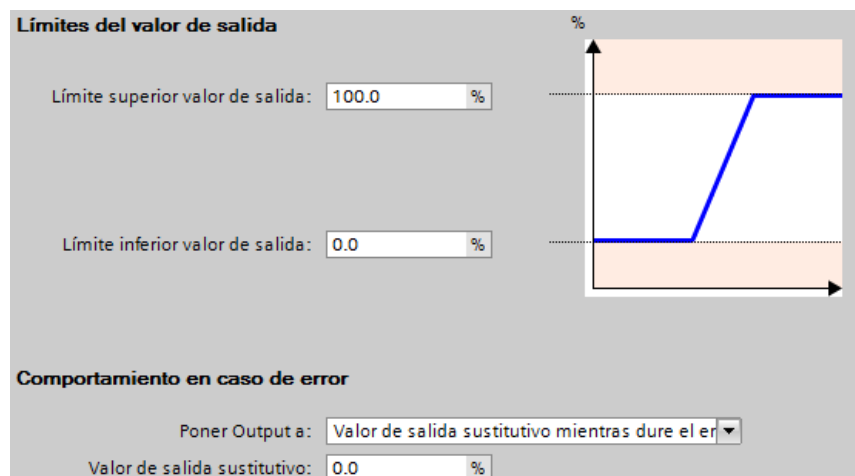 Límites del valor de salida
%
Límite superior valor de salida: 100.0 %
Límite inferior valor de salida: 0.0 %
Comportamiento en caso de error
Poner Output a: Valor de salida sustitutivo mientras dure el er
Valor de salida sustitutivo: 0.0 %